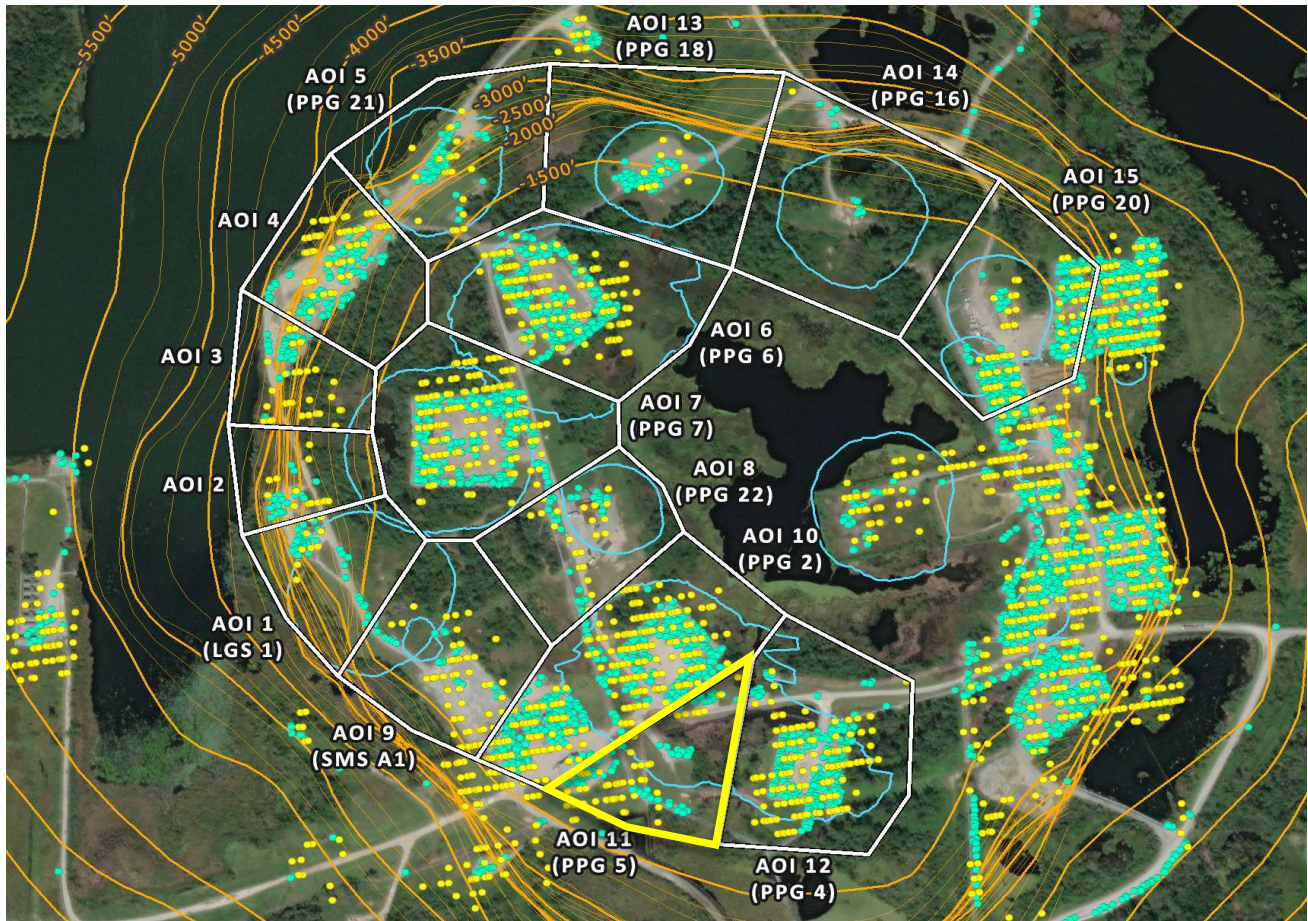 -5500'
-5000'
-4500'
-4000'
-3500'
-3000'
-2500'
-2000'
-1500'
AOI 13
(PPG 18)
AOI 5
(PPG 21)
AOI 14
(PPG 16)
AOI 15
(PPG 20)
AOI 4
AOI 3
AOI 6
(PPG 6)
AOI 7
(PPG 7)
AOI 2
AOI 8
(PPG 22)
AOI 10
(PPG 2)
AOI 1
(LGS 1)
AOI 9
(SMS A1)
AOI 11
(PPG 5)
AOI 12
(PPG 4)